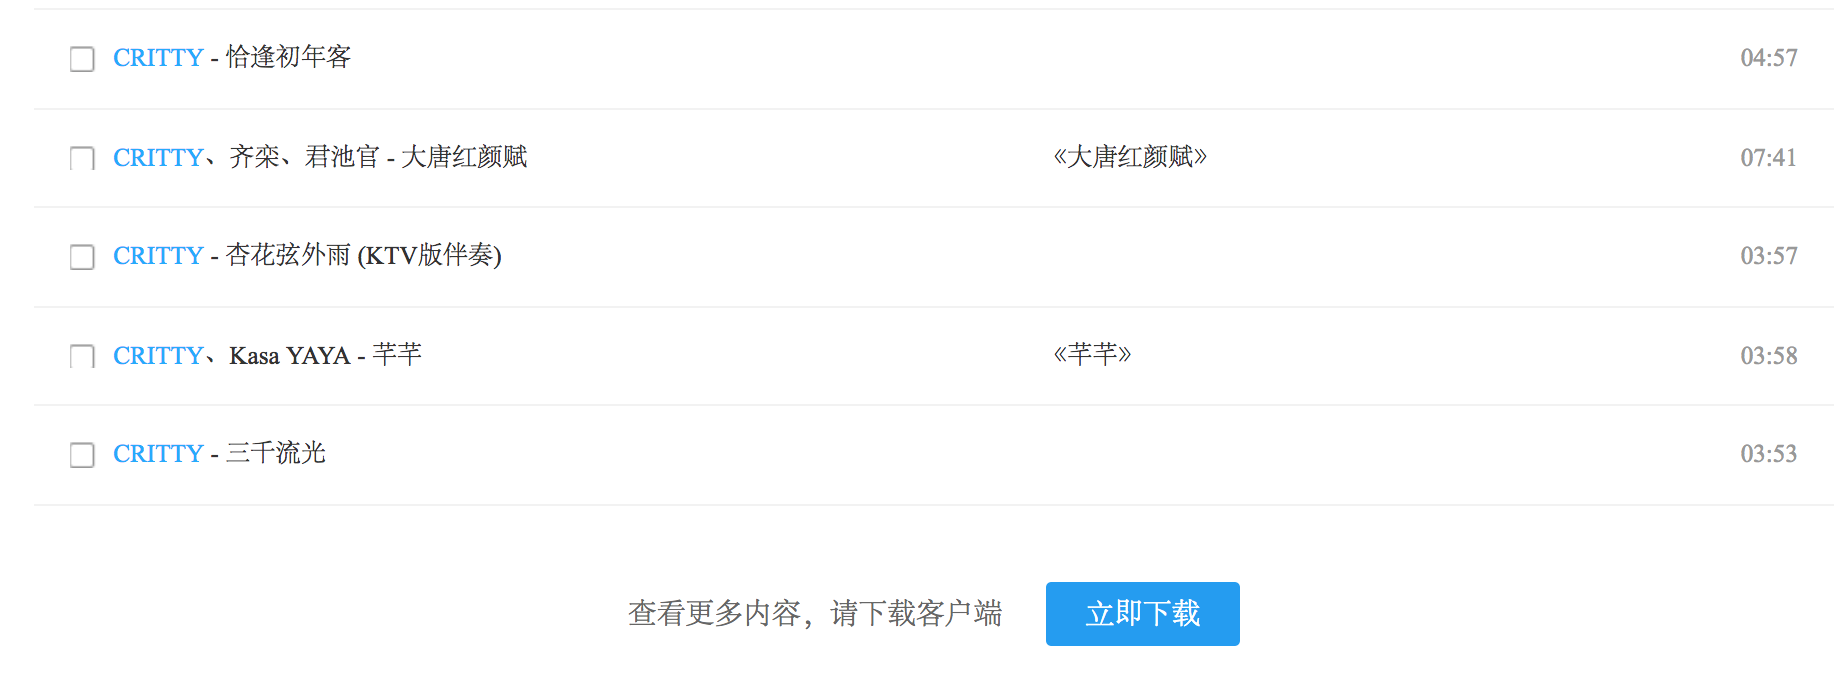 CRITTY - 恰逢初年客 04:57
CRITTY、齐栾、君池官 - 大唐红颜赋 《大唐红颜赋》 07:41
CRITTY - 杏花弦外雨 (KTV版伴奏) 03:57
CRITTY、Kasa YAYA - 芊芊 《芊芊》 03:58
CRITTY - 三千流光 03:53
查看更多内容，请下载客户端 立即下载